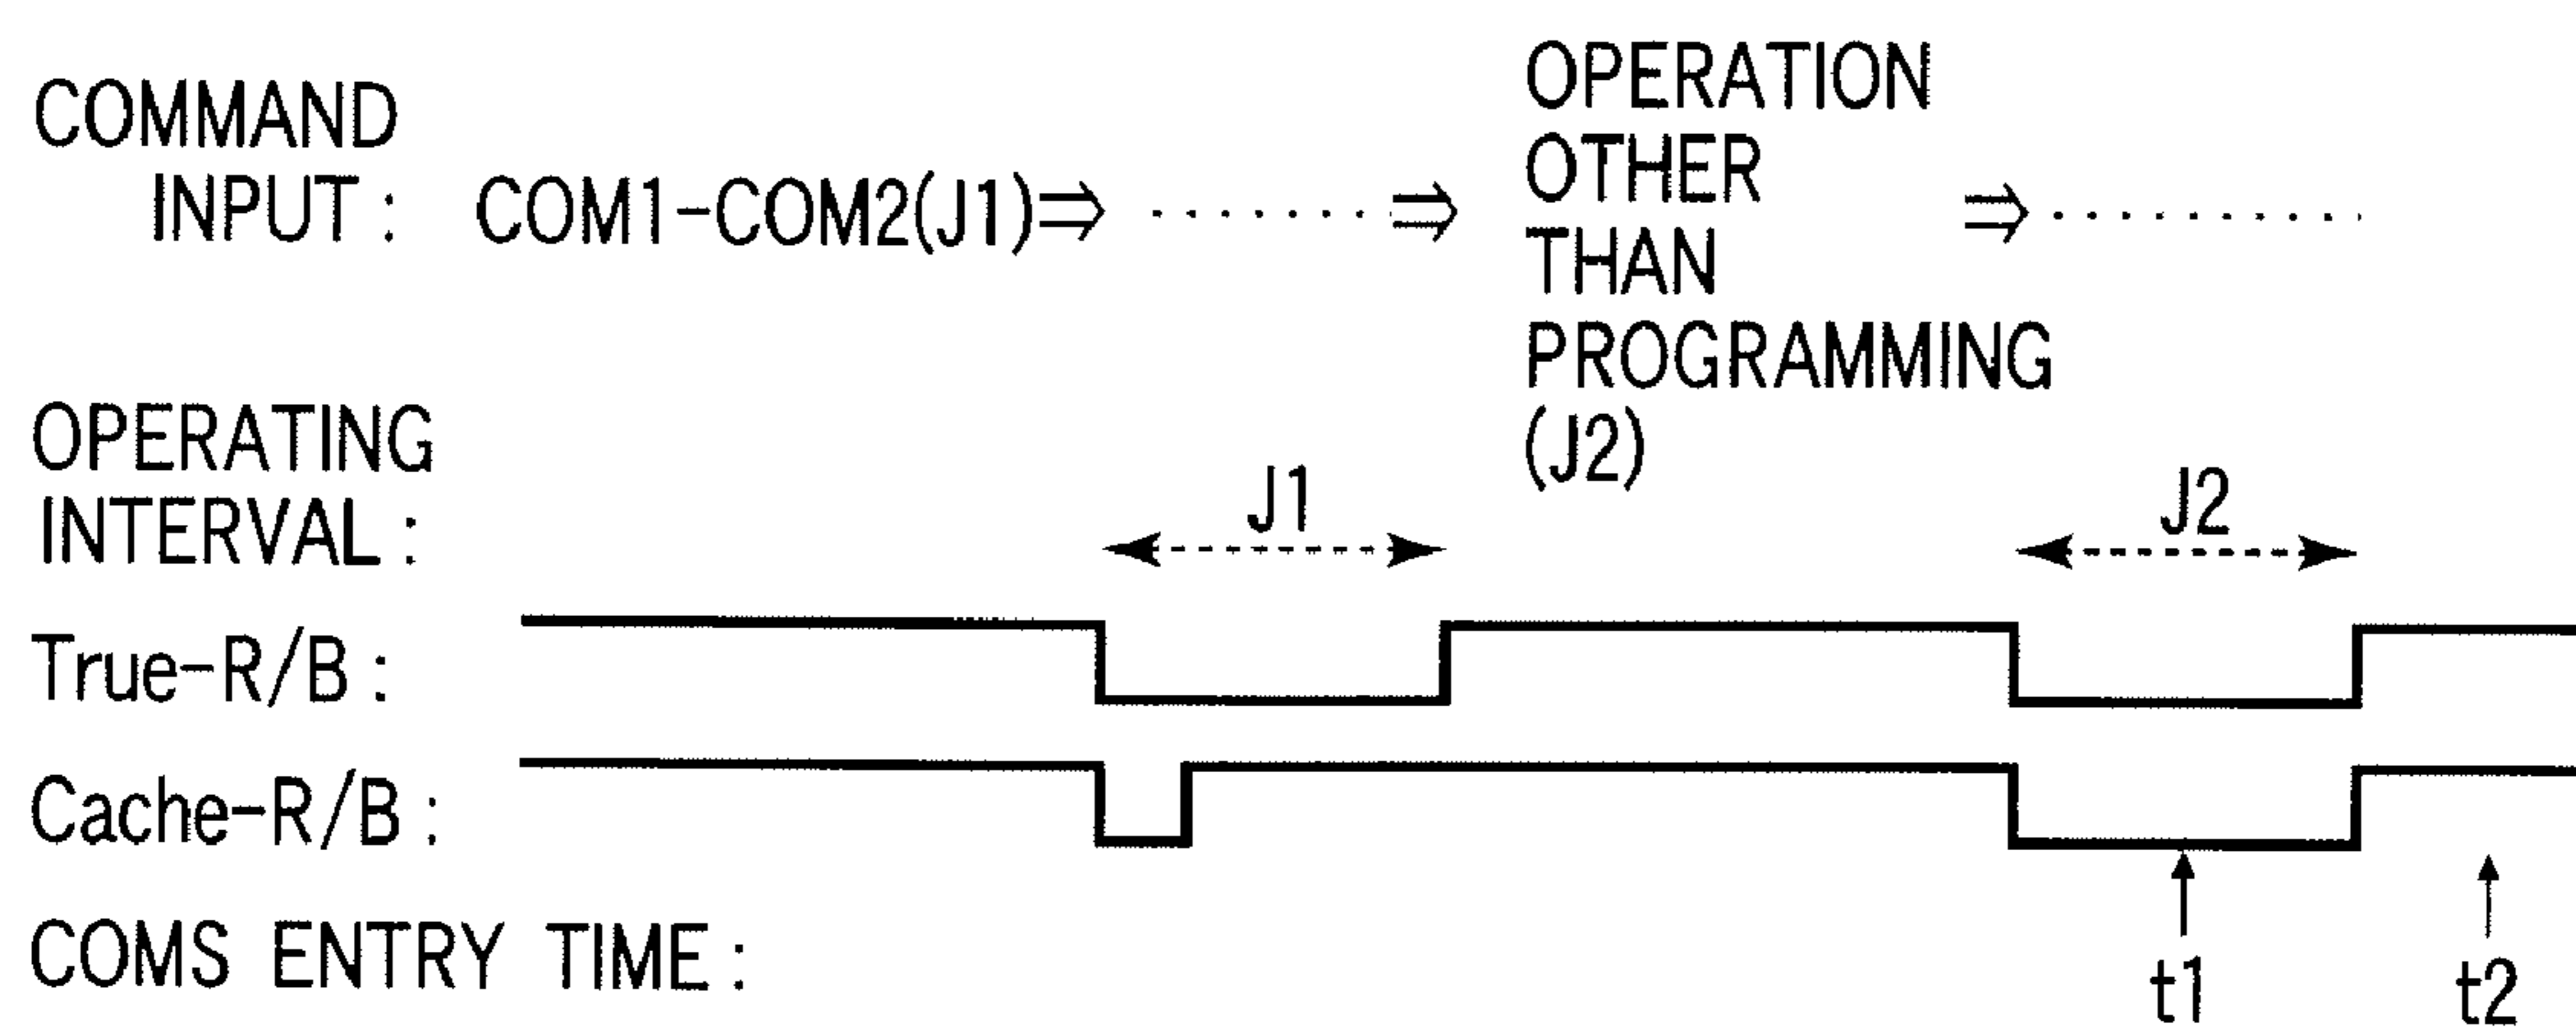 COMMAND
INPUT : COM1-COM2(J1)⇒ ········⇒ 
OPERATION
OTHER
THAN
PROGRAMMING
(J2)
⇒··········
OPERATING
INTERVAL :
J1
J2
True-R/B :
Cache-R/B :
COMS ENTRY TIME :
t1
t2